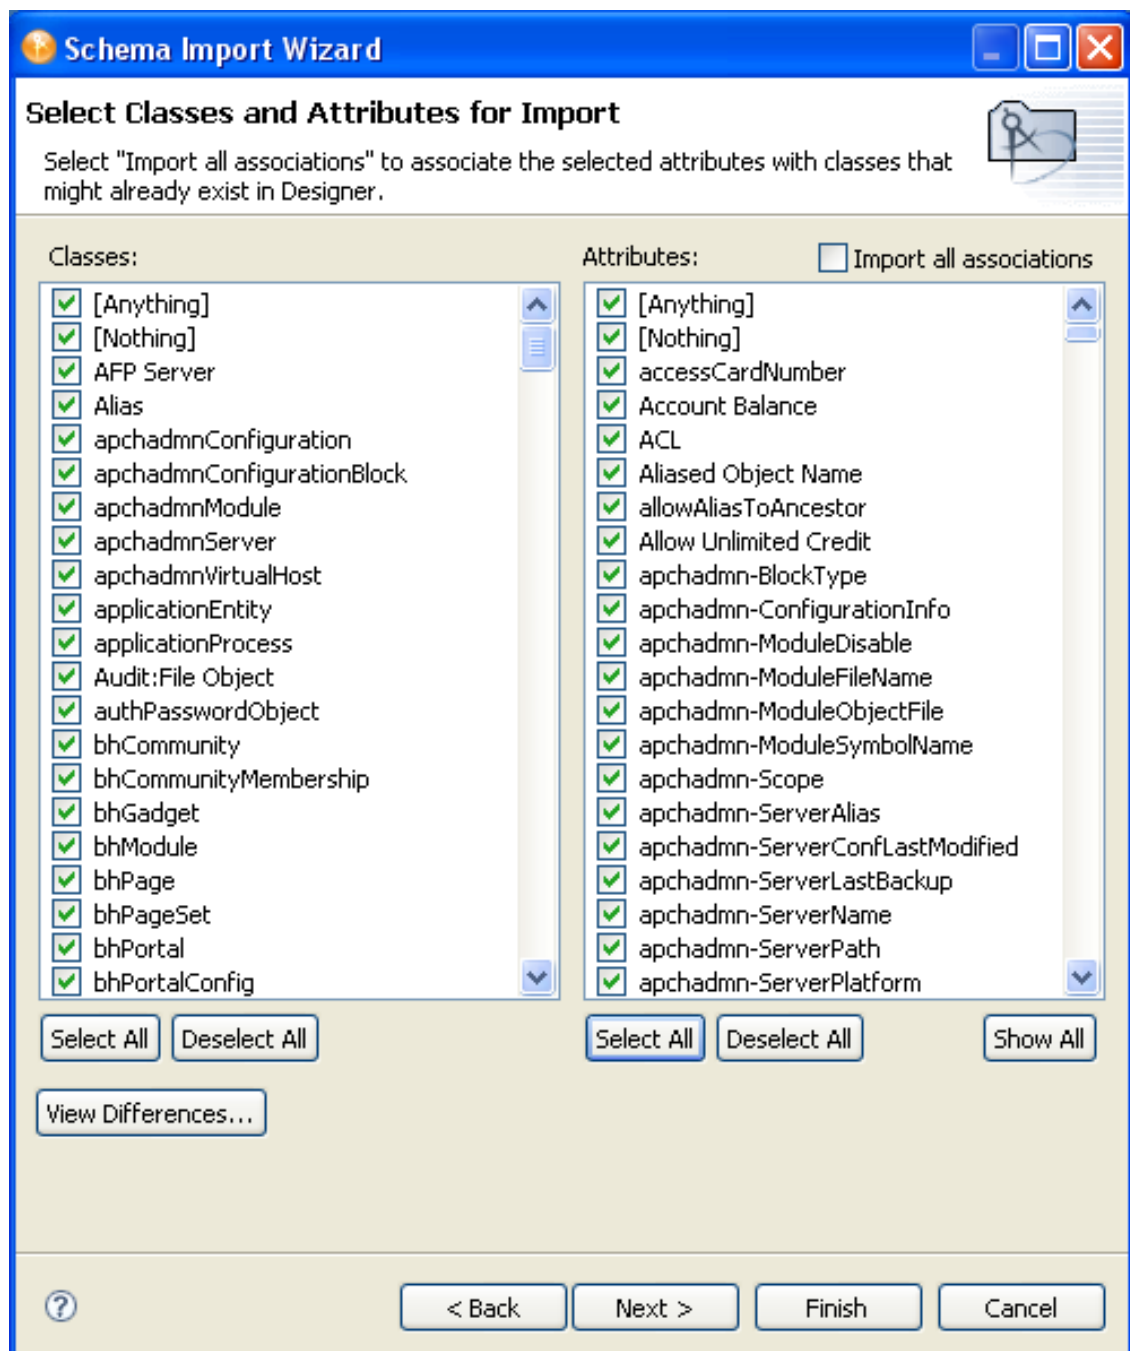 Schema Import Wizard
Select Classes and Attributes for Import
Select "Import all associations" to associate the selected attributes with classes that
might already exist in Designer.
Classes:
[Anything]
[Nothing]
AFP Server
Alias
apchadmnConfiguration
apchadmnConfigurationBlock
apchadmnModule
apchadmnServer
apchadmnVirtualHost
applicationEntity
applicationProcess
Audit:File Object
authPasswordObject
bhCommunity
bhCommunityMembership
bhGadget
bhModule
bhPage
bhPageSet
bhPortal
bhPortalConfig
Select All Deselect All
Attributes: Import all associations
[Anything]
[Nothing]
accessCardNumber
Account Balance
ACL
Aliased Object Name
allowAliasToAncestor
Allow Unlimited Credit
apchadmn-BlockType
apchadmn-ConfigurationInfo
apchadmn-ModuleDisable
apchadmn-ModuleFileName
apchadmn-ModuleObjectFile
apchadmn-ModuleSymbolName
apchadmn-Scope
apchadmn-ServerAlias
apchadmn-ServerConfLastModified
apchadmn-ServerLastBackup
apchadmn-ServerName
apchadmn-ServerPath
apchadmn-ServerPlatform
Select All Deselect All Show All
View Differences...
? < Back Next > Finish Cancel